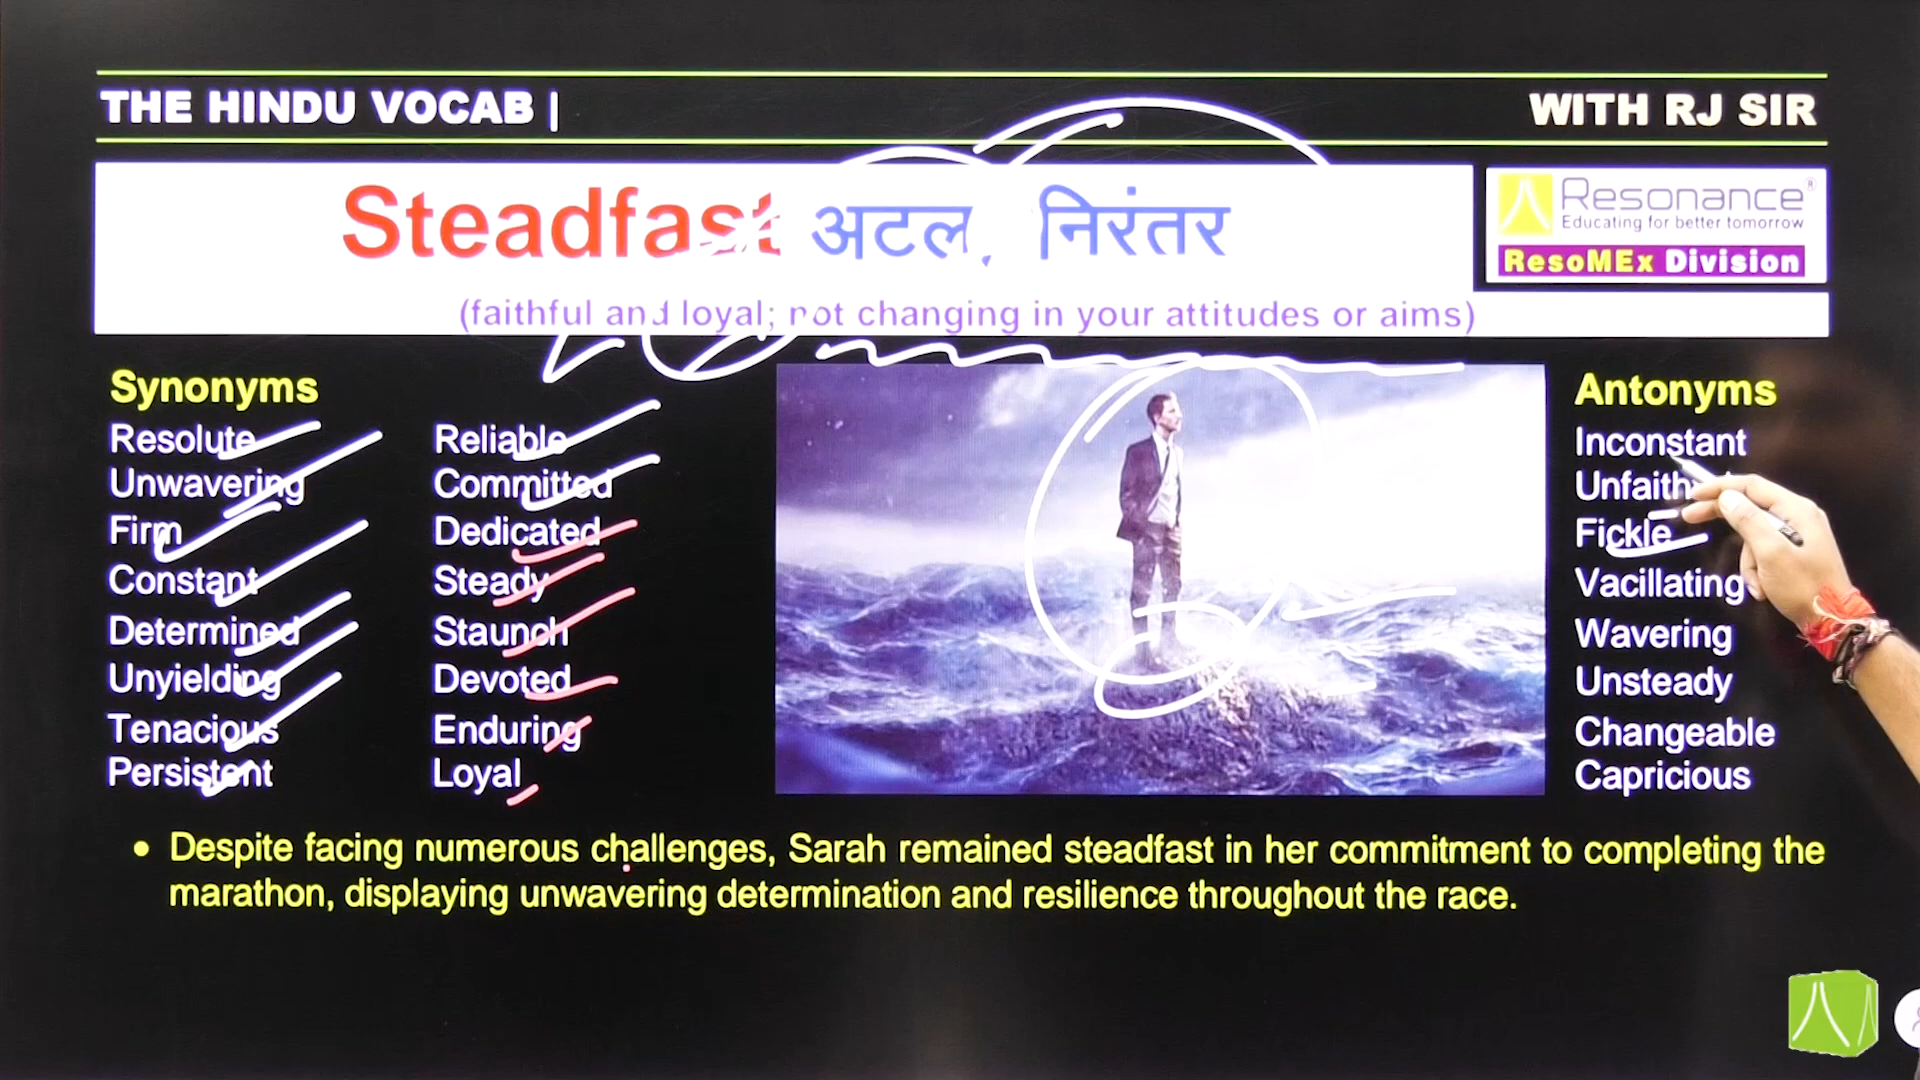 THE HINDU VOCAB |
WITH RJ SIR
Steadfast अटल, निरंतर
(faithful and loyal; not changing in your attitudes or aims)
Resonance®
Educating for better tomorrow
ResoMEx Division
Synonyms
Resolute
Unwavering
Firm
Constant
Determined
Unyielding
Tenacious
Persistent
Reliable
Committed
Dedicated
Steady
Staunch
Devoted
Enduring
Loyal
Antonyms
Inconstant
Fickle
Vacillating
Wavering
Unsteady
Changeable
Capricious
• Despite facing numerous challenges, Sarah remained steadfast in her commitment to completing the
marathon, displaying unwavering determination and resilience throughout the race.